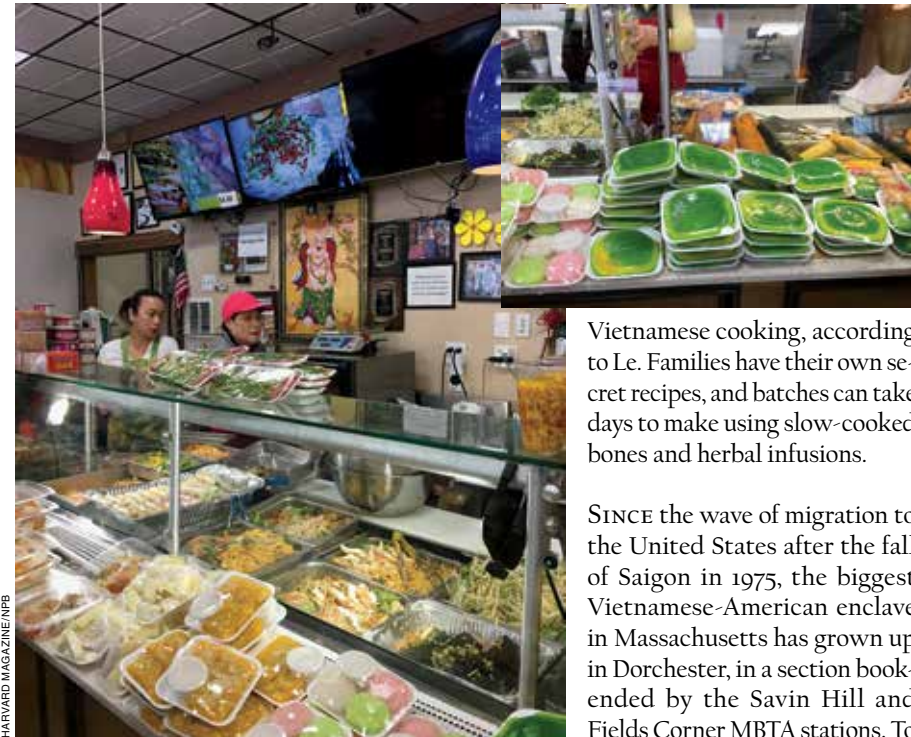 Vietnamese cooking, according
to Le. Families have their own se-
cret recipes, and batches can take
days to make using slow-cooked
bones and herbal infusions.
SINCE the wave of migration to
the United States after the fall
of Saigon in 1975, the biggest
Vietnamese-American enclave
in Massachusetts has grown up
in Dorchester, in a section book-
ended by the Savin Hill and
Fields Corner MBTA stations. To
HARVARD MAGAZINE/NPB